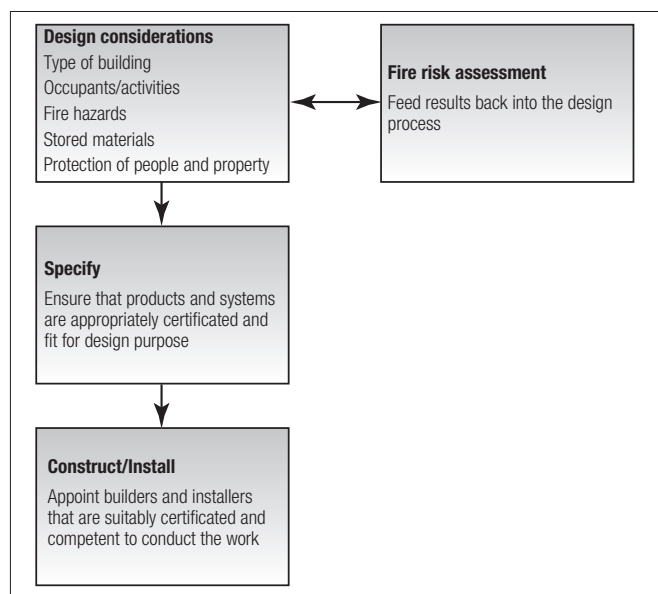 Design considerations
Type of building
Occupants/activities
Fire hazards
Stored materials
Protection of people and property
Fire risk assessment
Feed results back into the design
process
Specify
Ensure that products and systems
are appropriately certificated and
fit for design purpose
Construct/Install
Appoint builders and installers
that are suitably certificated and
competent to conduct the work